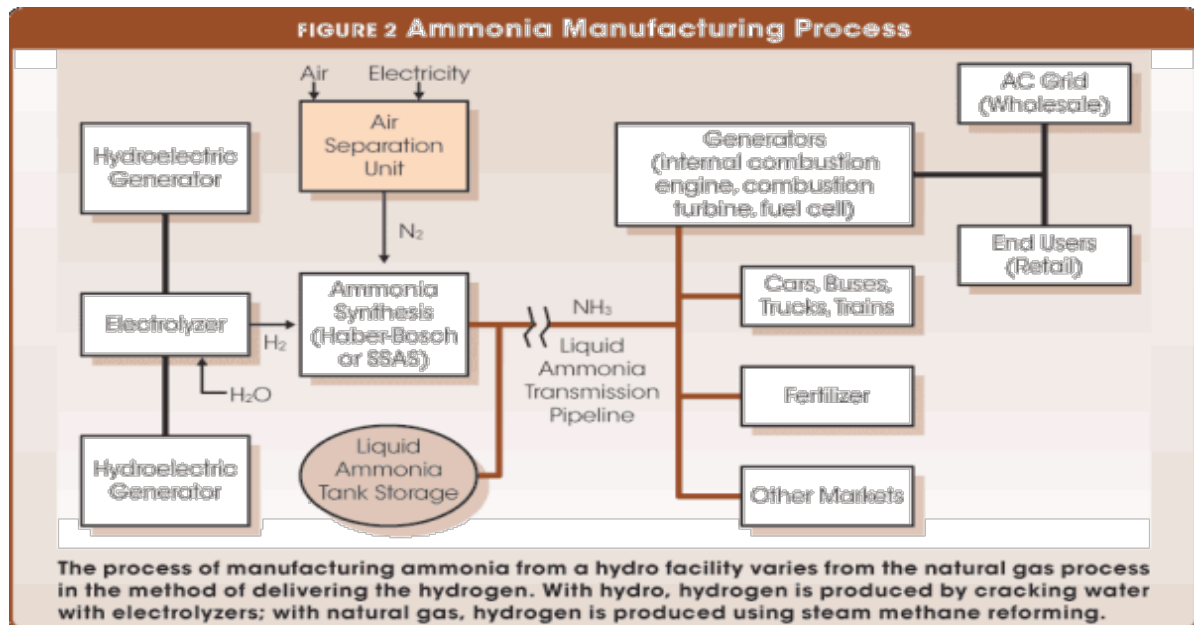 FIGURE 2 Ammonia Manufacturing Process
Air
Electricity
Air
Separation
Unit
N₂
Hydroelectric
Generator
Electrolyzer
H₂
H₂O
Hydroelectric
Generator
Ammonia
Synthesis
(Haber-Bosch
or SSAS)
Liquid
Ammonia
Tank Storage
NH₃
Liquid
Ammonia
Transmission
Pipeline
Generators
(internal combustion
engine, combustion
turbine, fuel cell)
AC Grid
(Wholesale)
End Users
(Retail)
Cars, Buses,
Trucks, Trains
Fertilizer
Other Markets
The process of manufacturing ammonia from a hydro facility varies from the natural gas process
in the method of delivering the hydrogen. With hydro, hydrogen is produced by cracking water
with electrolyzers; with natural gas, hydrogen is produced using steam methane reforming.